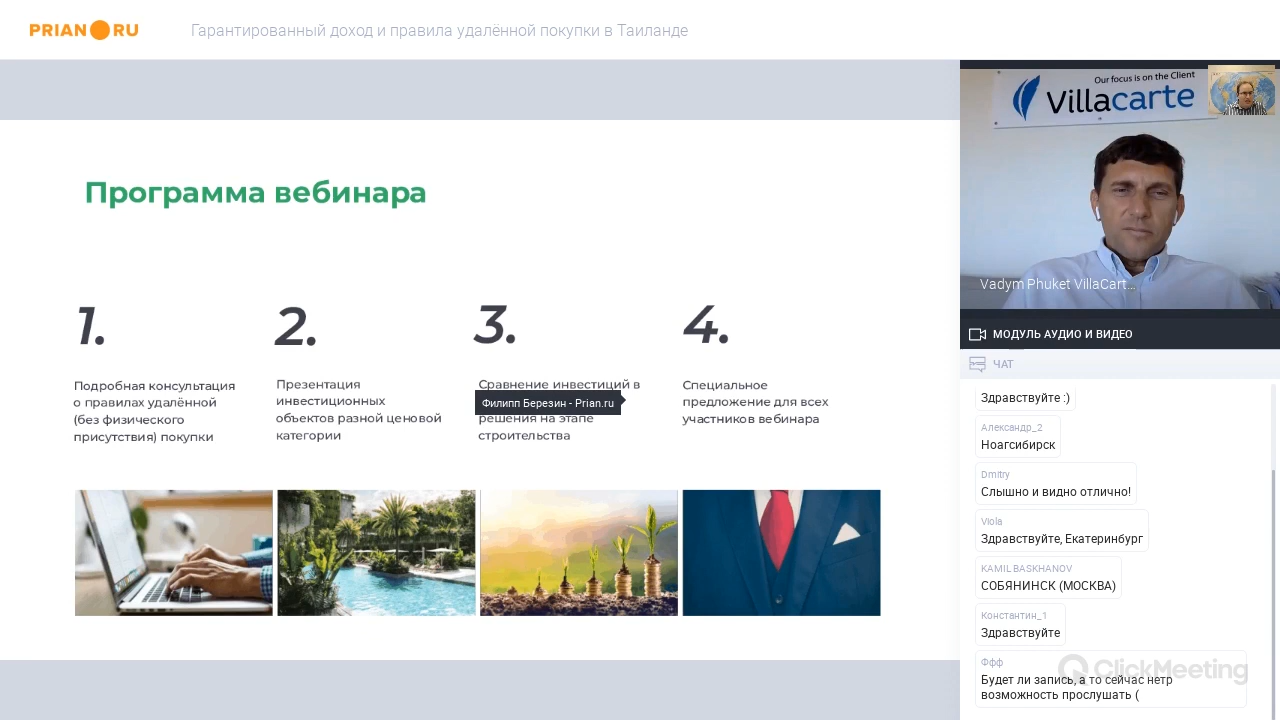 PRIAN RU
Гарантированный доход и правила удалённой покупки в Таиланде
Our focus is on the Client
Villacarte
Vadym Phuket VillaCart...
МОДУЛЬ АУДИО И ВИДЕО
ЧАТ
Программа вебинара
1.
Подробная консультация
о правилах удалённой
(без физического
присутствия) покупки
2.
Презентация
инвестиционных
объектов разной ценовой
категории
3.
Сравнение инвестиций в
Филипп Березин - Prian.ru
решения на этапе
строительства
4.
Специальное
предложение для всех
участников вебинара
Здравствуйте :)
Александр_2
Ноагсибирск
Dmitry
Слышно и видно отлично!
Viola
Здравствуйте, Екатеринбург
KAMIL BASKHANOV
СОБЯНИНСК (МОСКВА)
Константин_1
Здравствуйте
Ффф
Будет ли запись, а то сейчас нетр
возможность прослушать (
ClickMeeting